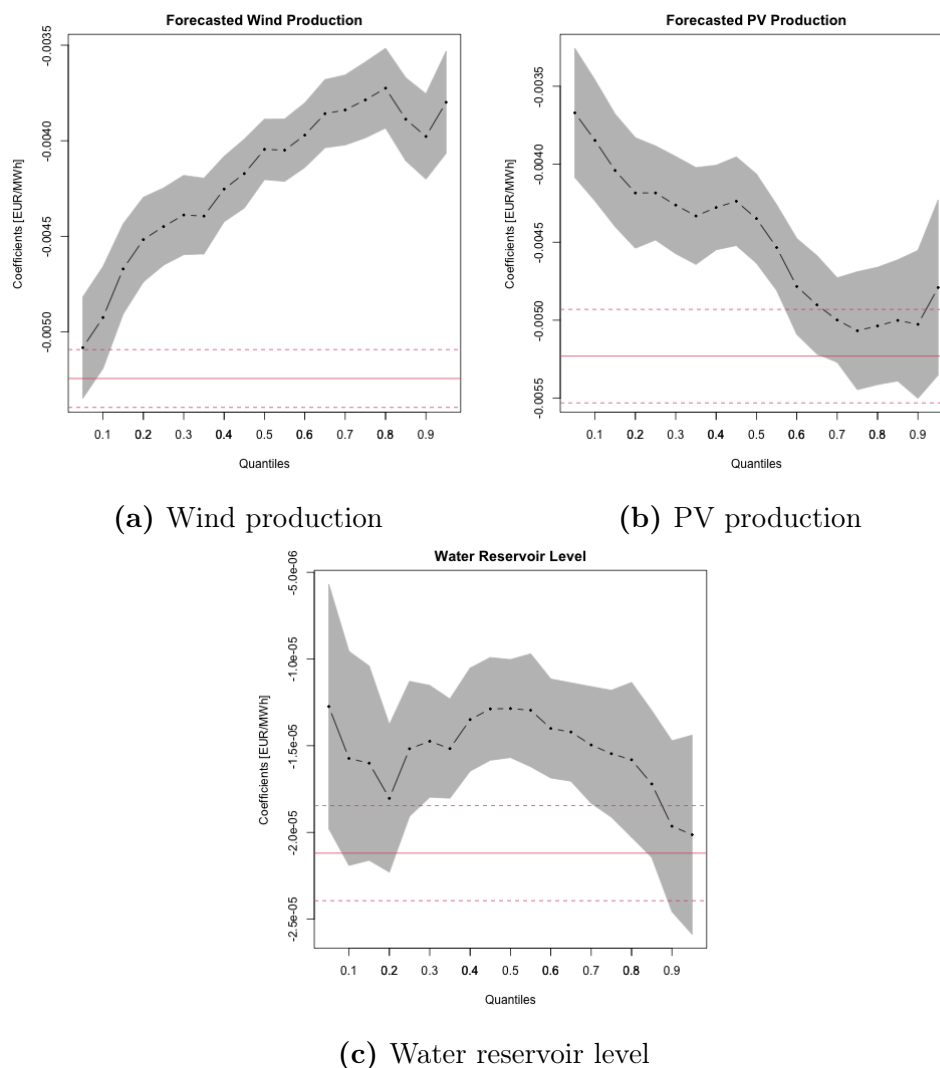 Forecasted Wind Production
Coefficients [EUR/MWh]
-0.0035
-0.0040
-0.0045
-0.0050
0.1 0.2 0.3 0.4 0.5 0.6 0.7 0.8 0.9
Quantiles
(a) Wind production
Forecasted PV Production
Coefficients [EUR/MWh]
-0.0035
-0.0040
-0.0045
-0.0050
-0.0055
0.1 0.2 0.3 0.4 0.5 0.6 0.7 0.8 0.9
Quantiles
(b) PV production
Water Reservoir Level
Coefficients [EUR/MWh]
-5.0e-06
-1.0e-05
-1.5e-05
-2.0e-05
-2.5e-05
0.1 0.2 0.3 0.4 0.5 0.6 0.7 0.8 0.9
Quantiles
(c) Water reservoir level